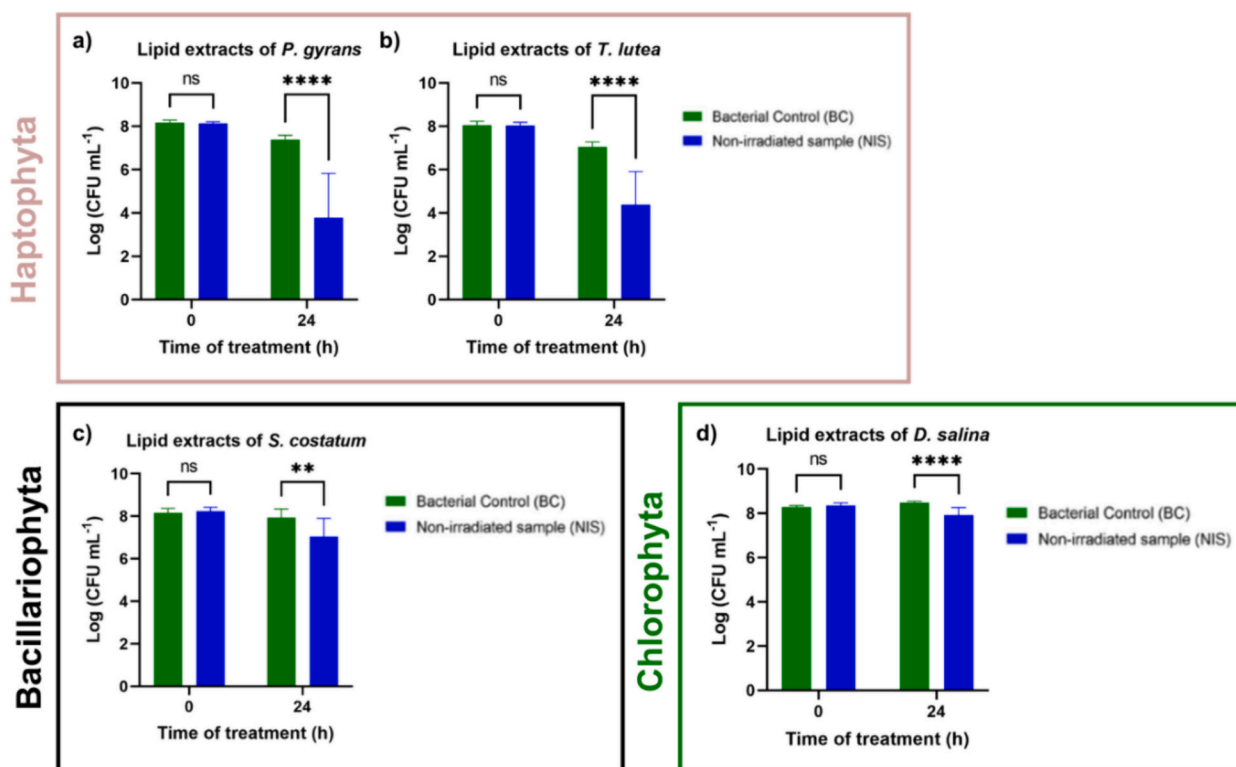 Haptophyta
a)
Lipid extracts of P. gyrans
ns
****
10
8
6
4
2
0
Log (CFU mL-1)
0
24
Time of treatment (h)
b)
Lipid extracts of T. lutea
ns
****
10
8
6
4
2
0
Log (CFU mL-1)
0
24
Time of treatment (h)
Bacterial Control (BC)
Non-irradiated sample (NIS)
Bacillariophyta
c)
Lipid extracts of S. costatum
ns
**
10
8
6
4
2
0
Log (CFU mL-1)
0
24
Time of treatment (h)
Bacterial Control (BC)
Non-irradiated sample (NIS)
Chlorophyta
d)
Lipid extracts of D. salina
ns
****
10
8
6
4
2
0
Log (CFU mL-1)
0
24
Time of treatment (h)
Bacterial Control (BC)
Non-irradiated sample (NIS)